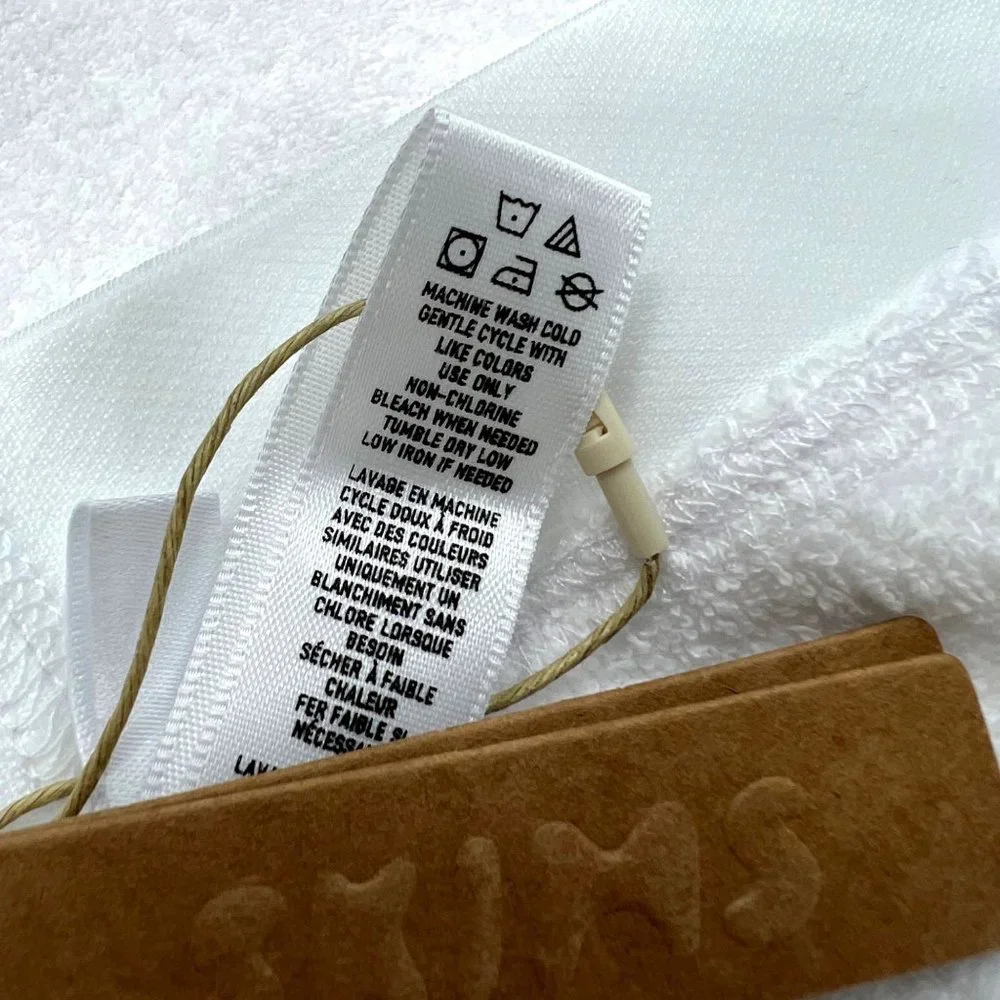 MACHINE WASH COLD
GENTLE CYCLE WITH
LIKE COLORS
USE ONLY
NON-CHLORINE
BLEACH WHEN NEEDED
TUMBLE DRY LOW
LOW IRON IF NEEDED
LAVAGE EN MACHINE
CYCLE DOUX À FROID
AVEC DES COULEURS
SIMILAIRES UTILISER
UNIQUEMENT UN
BLANCHIMENT SANS
CHLORE LORSQUE
BESOIN
SÉCHER À FAIBLE
CHALEUR
FER FAIBLE
SKIMS